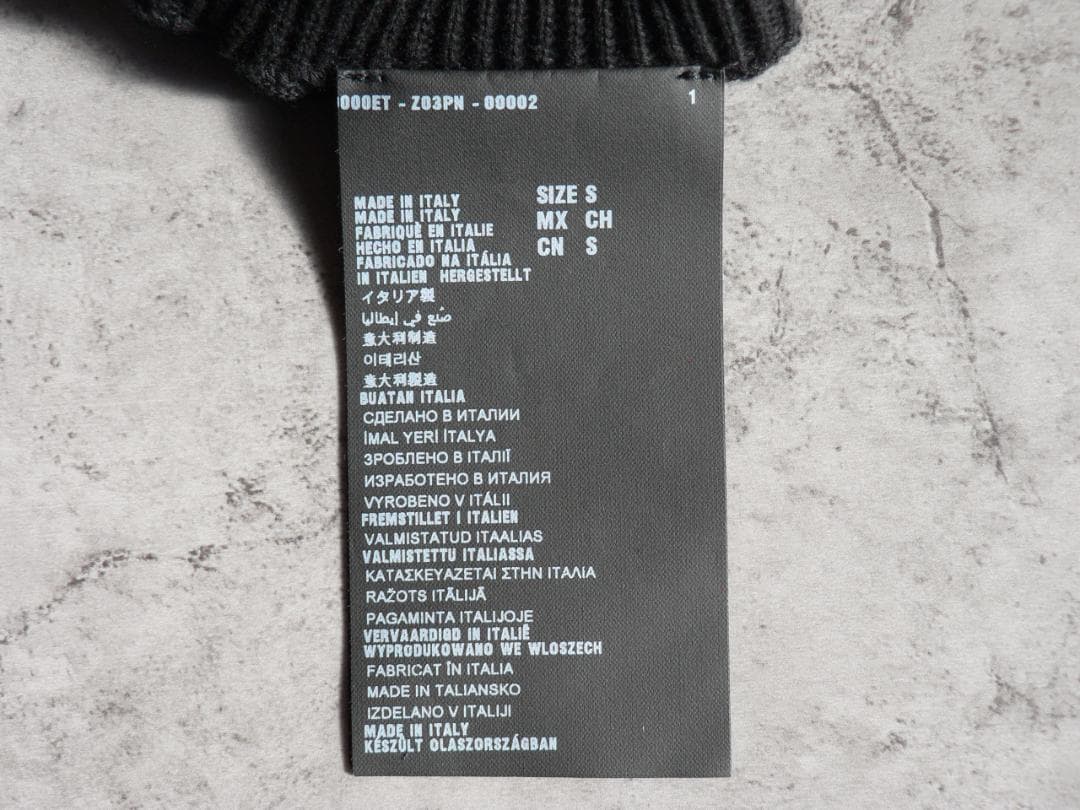 000ET - Z03PN - 00002 1
MADE IN ITALY
MADE IN ITALY
FABRIQUÈ EN ITALIE
HECHO EN ITALIA
FABRICADO NA ITÁLIA
IN ITALIEN HERGESTELLT
SIZE S
MX CH
CN S
イタリア製
صُنع في إيطاليا
意大利制造
이태리산
意大利製造
BUATAN ITALIA
СДЕЛАНО В ИТАЛИИ
İMAL YERİ İTALYA
ЗРОБЛЕНО В ІТАЛІЇ
ИЗРАБОТЕНО В ИТАЛИЯ
VYROBENO V ITÁLII
FREMSTILLET I ITALIEN
VALMISTATUD ITAALIAS
VALMISTETTU ITALIASSA
ΚΑΤΑΣΚΕΥΑΖΕΤΑΙ ΣΤΗΝ ΙΤΑΛΙΑ
RAŽOTS ITĀLIJĀ
PAGAMINTA ITALIJOJE
VERVAARDIGD IN ITALIË
WYPRODUKOWANO WE WLOSZECH
FABRICAT ÎN ITALIA
MADE IN TALIANSKO
IZDELANO V ITALIJI
MADE IN ITALY
KÉSZÜLT OLASZORSZÁGBAN